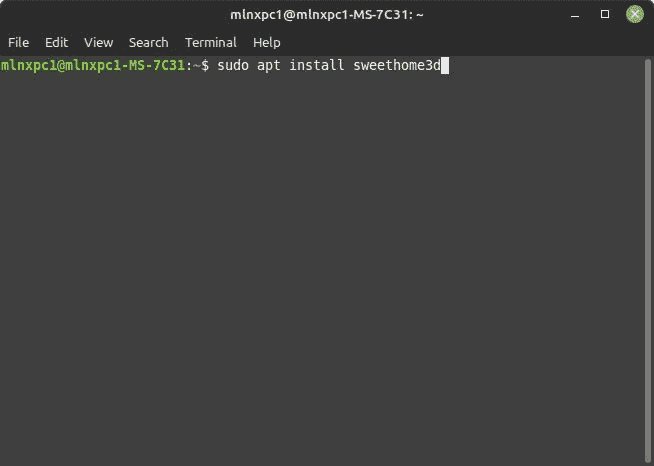 mlnxpc1@mlnxpc1-MS-7C31: ~
File Edit View Search Terminal Help
mlnxpc1@mlnxpc1-MS-7C31:~$ sudo apt install sweethome3d